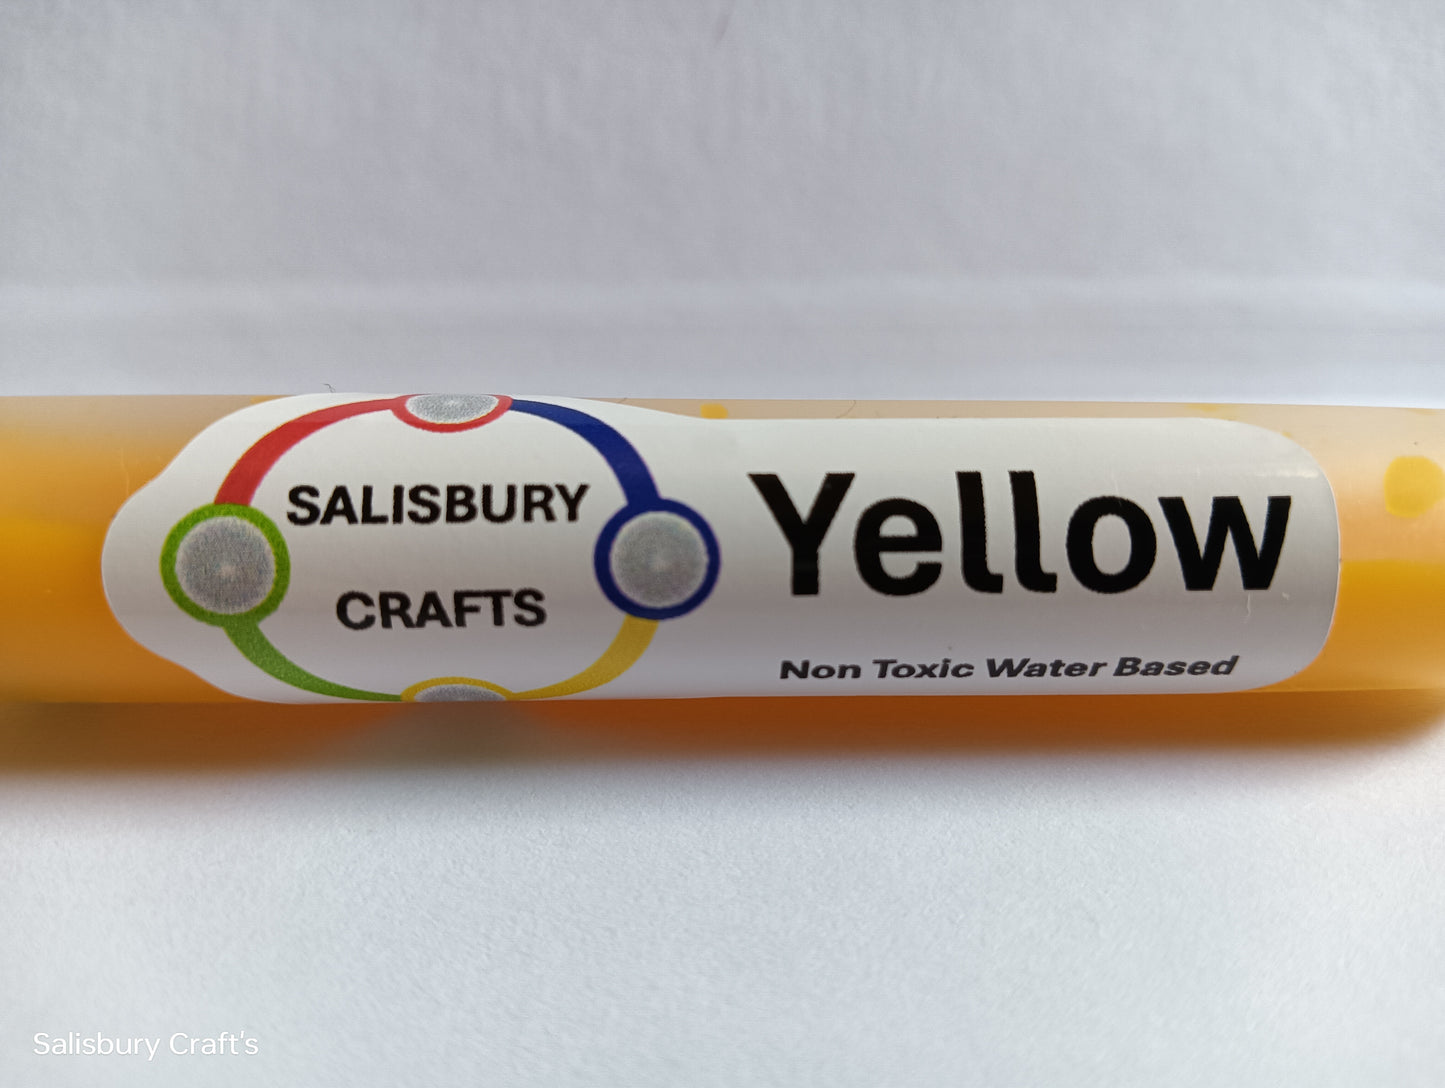 SALISBURY
CRAFTS
Yellow
Non Toxic Water Based
Salisbury Craft's